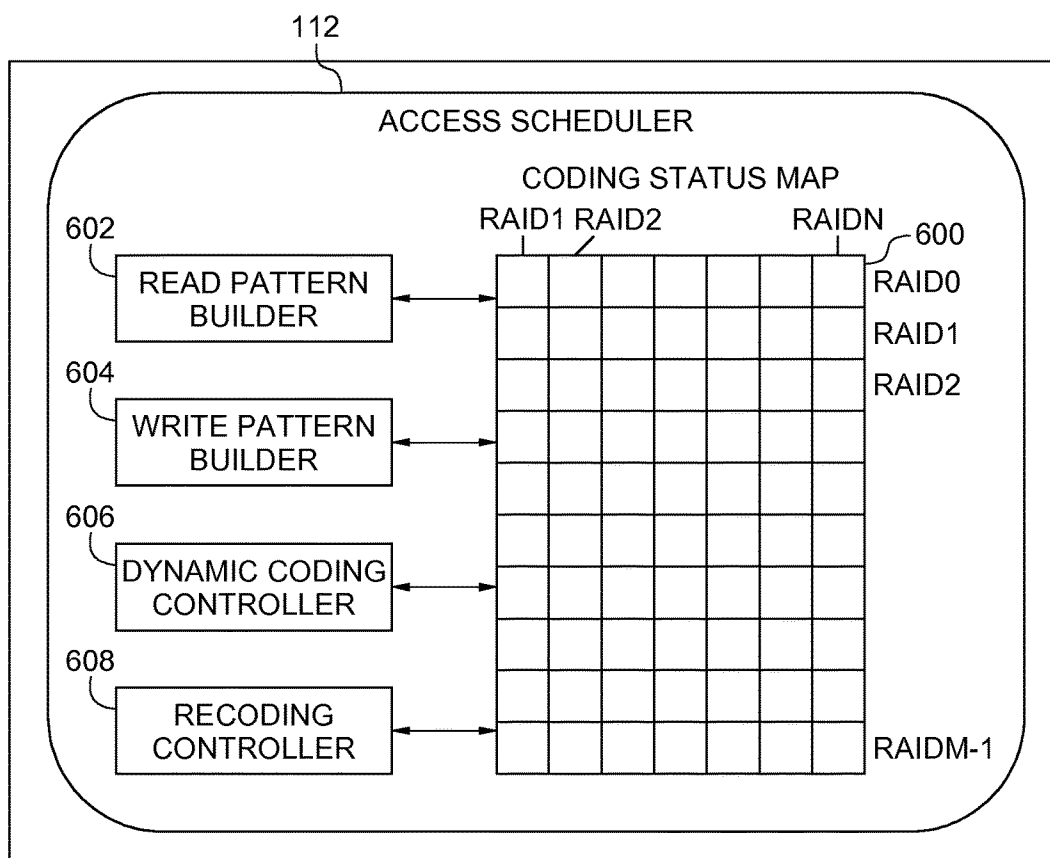 112
ACCESS SCHEDULER
CODING STATUS MAP
RAID1 RAID2 RAIDN
600
602
READ PATTERN
BUILDER
RAID0
RAID1
RAID2
604
WRITE PATTERN
BUILDER
606
DYNAMIC CODING
CONTROLLER
608
RECODING
CONTROLLER
RAIDM-1